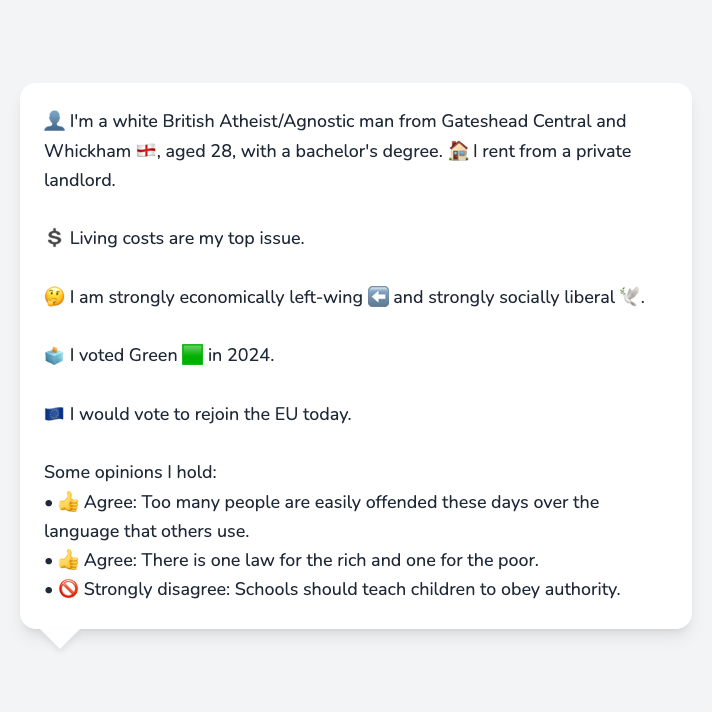 👤 I'm a white British Atheist/Agnostic man from Gateshead Central and
Whickham 🏴󠁧󠁢󠁥󠁮󠁧󠁿, aged 28, with a bachelor's degree. 🏠 I rent from a private
landlord.
💲 Living costs are my top issue.
🤔 I am strongly economically left-wing ⬅️ and strongly socially liberal 🕊️.
🗳️ I voted Green 🟩 in 2024.
🇪🇺 I would vote to rejoin the EU today.
Some opinions I hold:
• 👍 Agree: Too many people are easily offended these days over the
language that others use.
• 👍 Agree: There is one law for the rich and one for the poor.
• 🚫 Strongly disagree: Schools should teach children to obey authority.